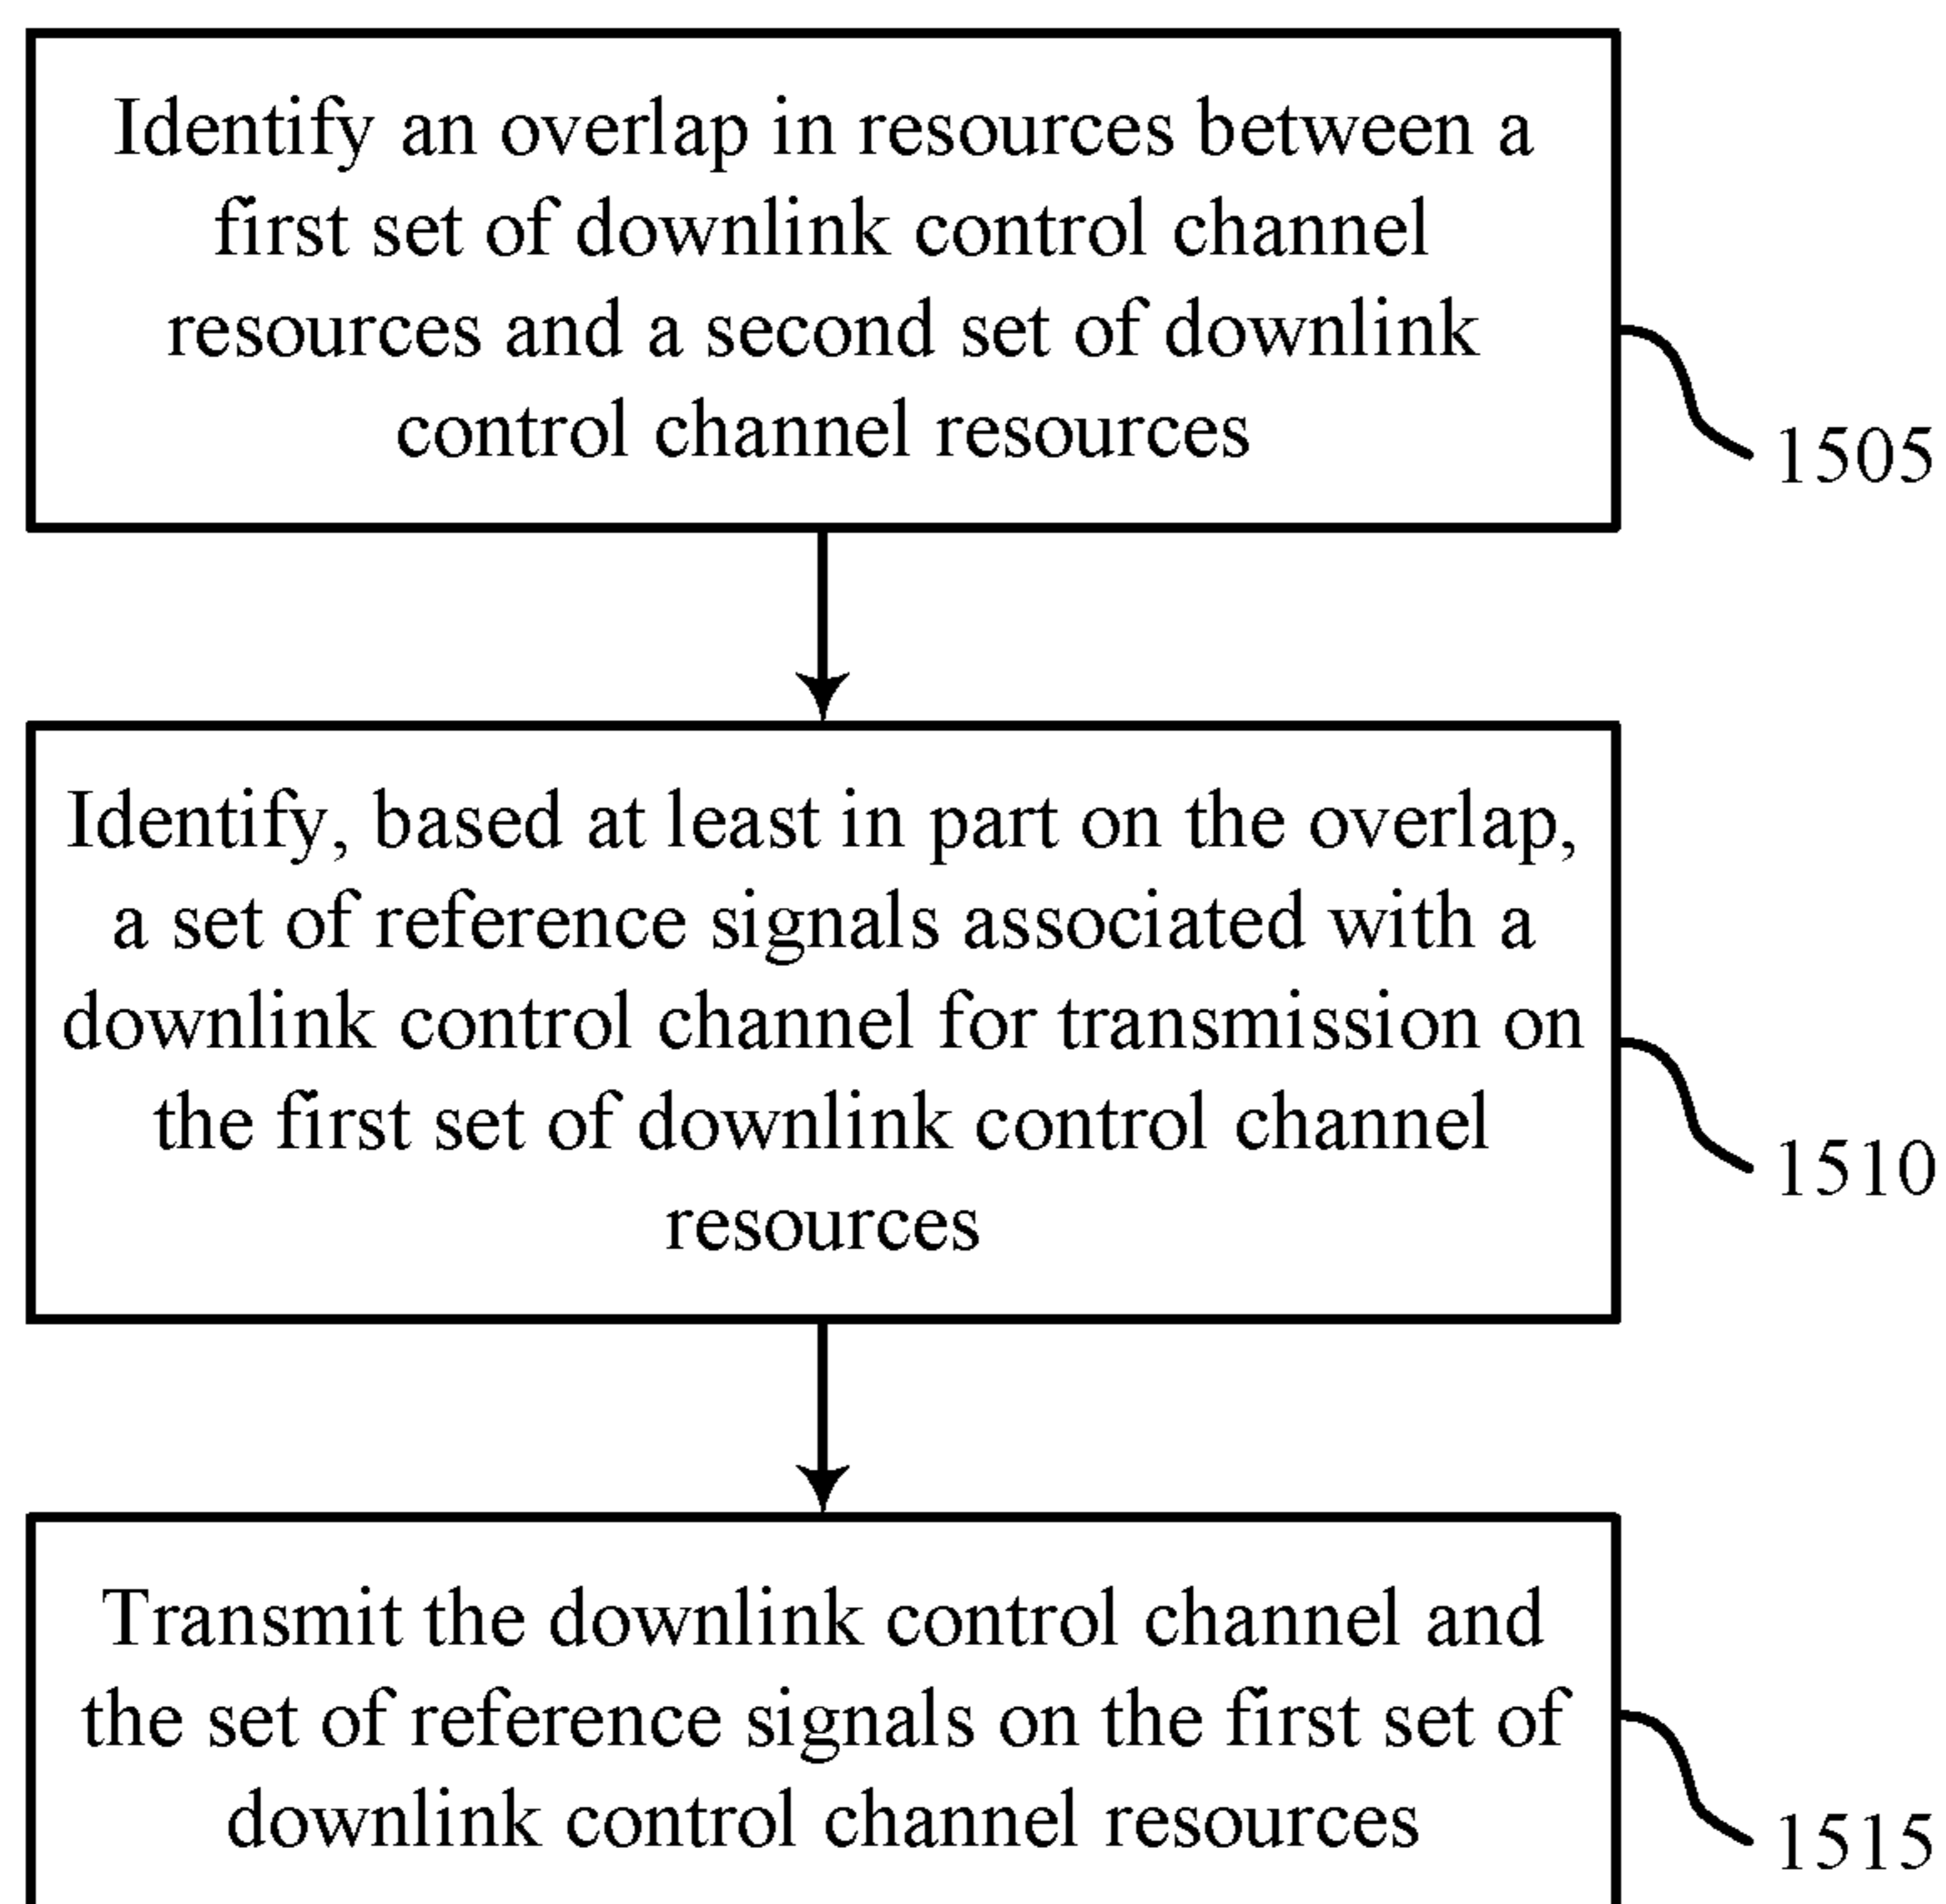 Identify an overlap in resources between a
first set of downlink control channel
resources and a second set of downlink
control channel resources
1505
Identify, based at least in part on the overlap,
a set of reference signals associated with a
downlink control channel for transmission on
the first set of downlink control channel
resources
1510
Transmit the downlink control channel and
the set of reference signals on the first set of
downlink control channel resources
1515